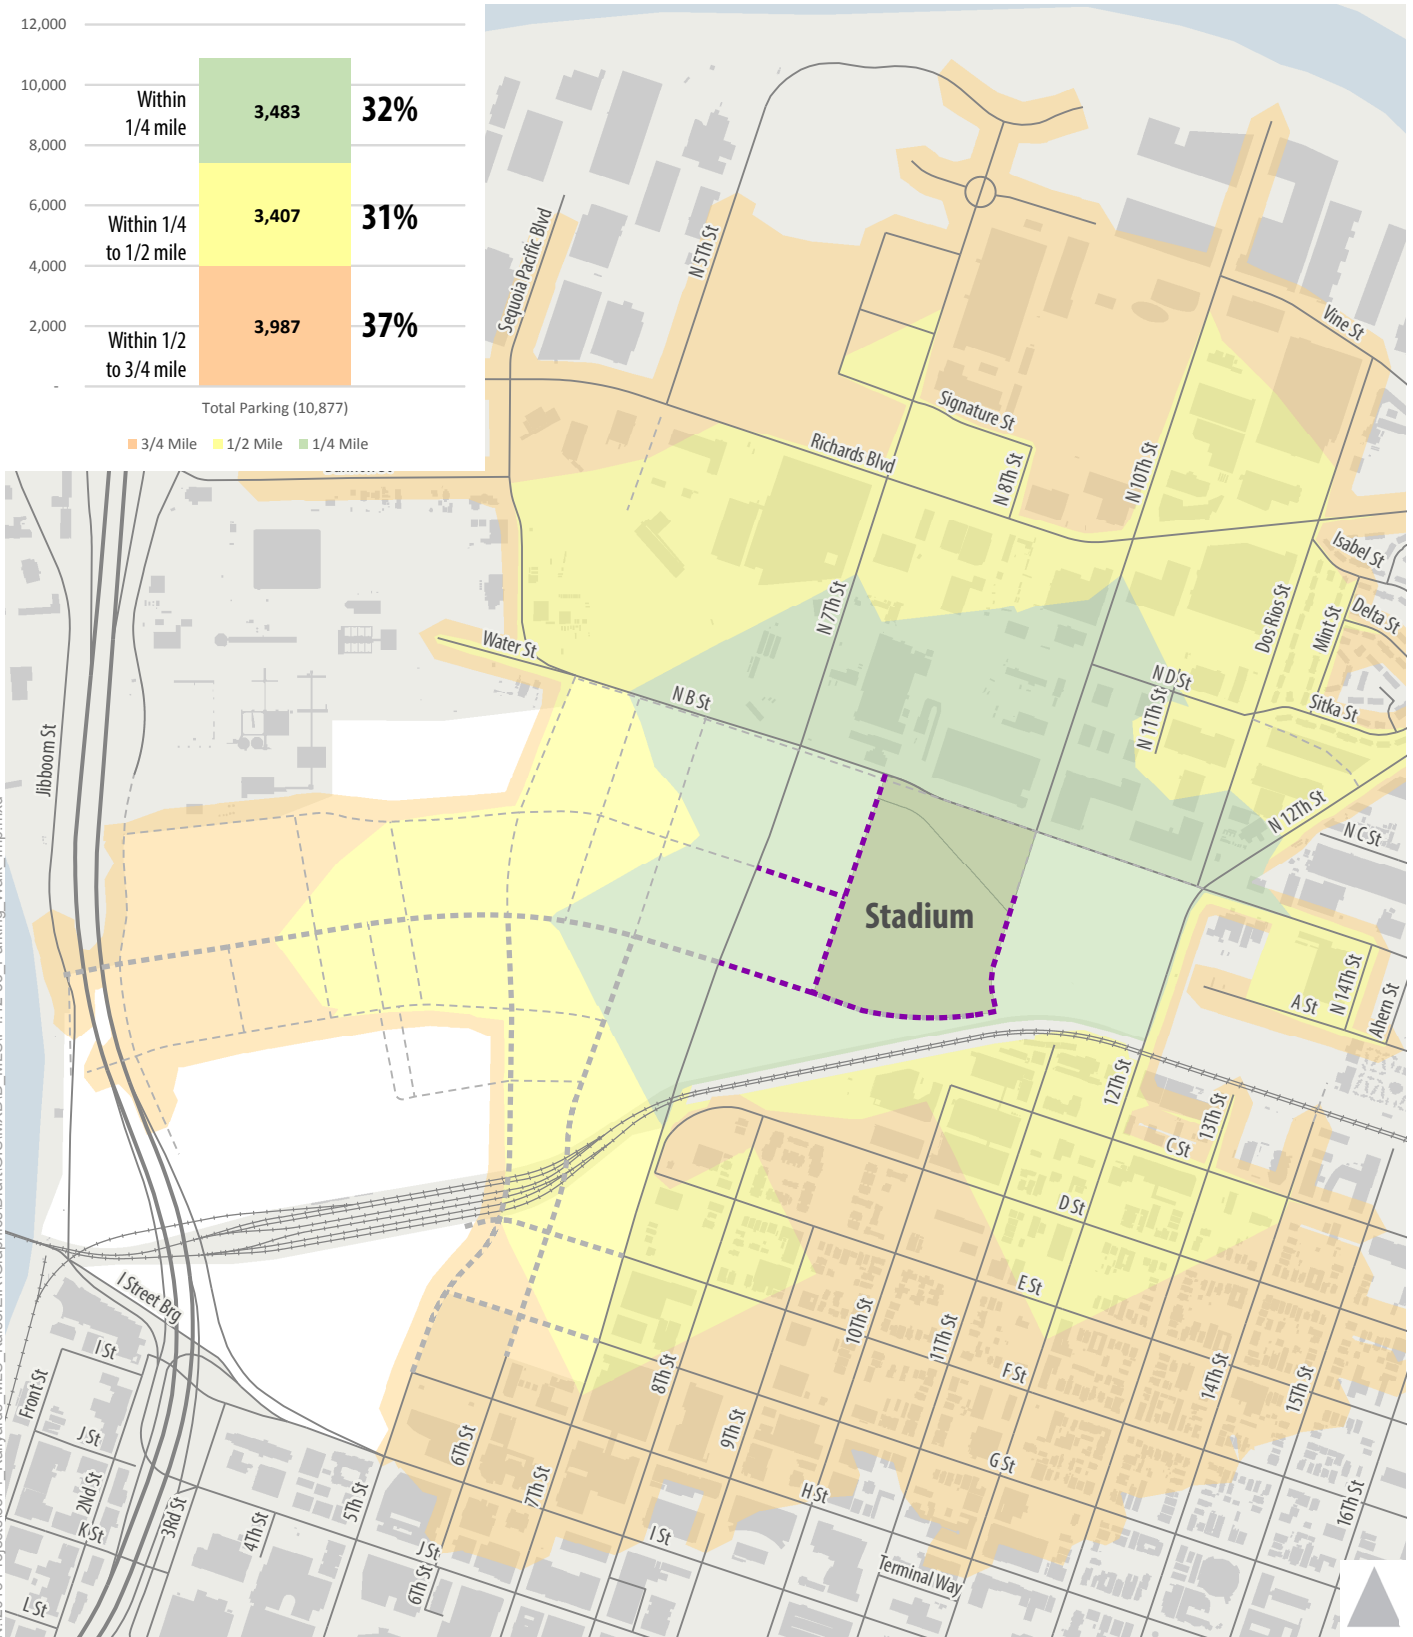 12,000
10,000
8,000
6,000
4,000
2,000
-
Within
1/4 mile
3,483
32%
Within 1/4
to 1/2 mile
3,407
31%
Within 1/2
to 3/4 mile
3,987
37%
Total Parking (10,877)
3/4 Mile 1/2 Mile 1/4 Mile
Sequoia Pacific Blvd
N 5Th St
Vine St
Signature St
Richards Blvd
N 8Th St
N 10Th St
Isabel St
Delta St
Mint St
Dos Rios St
N 7Th St
Water St
N B St
N D St
N 11Th St
Sitka St
Jibboom St
N 12Th St
N C St
Stadium
N 14Th St
A St
Ahern St
12Th St
13Th St
C St
D St
I Street Brg
E St
10Th St
11Th St
F St
I St
Front St
8Th St
14Th St
15Th St
J St
9Th St
6Th St
G St
2Nd St
7Th St
5Th St
H St
16Th St
3Rd St
4Th St
K St
I St
J St
6Th St
Terminal Way
L St